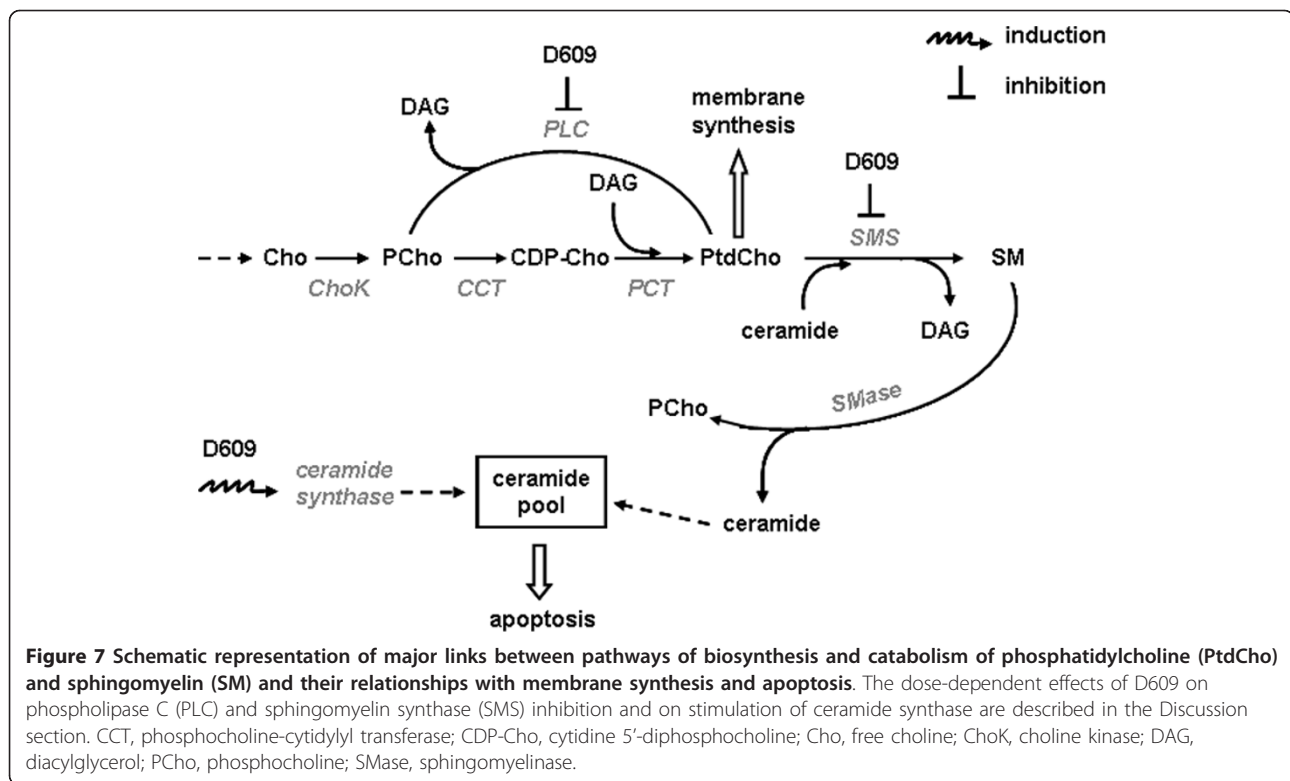 D609
induction
inhibition
DAG
PLC
membrane
synthesis
D609
DAG
SMS
Cho
PCho
CDP-Cho
PtdCho
SM
ChoK
CCT
PCT
ceramide
DAG
SMase
PCho
D609
ceramide
synthase
ceramide
pool
ceramide
apoptosis
Figure 7 Schematic representation of major links between pathways of biosynthesis and catabolism of phosphatidylcholine (PtdCho)
and sphingomyelin (SM) and their relationships with membrane synthesis and apoptosis. The dose-dependent effects of D609 on
phospholipase C (PLC) and sphingomyelin synthase (SMS) inhibition and on stimulation of ceramide synthase are described in the Discussion
section. CCT, phosphocholine-cytidylyl transferase; CDP-Cho, cytidine 5'-diphosphocholine; Cho, free choline; ChoK, choline kinase; DAG,
diacylglycerol; PCho, phosphocholine; SMase, sphingomyelinase.